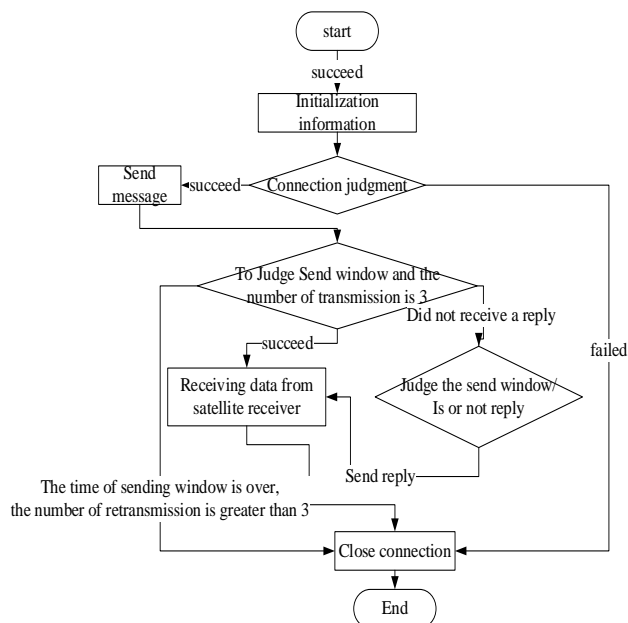 start
succeed
Initialization
information
Send
message
succeed
Connection judgment
To Judge Send window and the
number of transmission is 3
Did not receive a reply
succeed
failed
Receiving data from
satellite receiver
Judge the send window/
Is or not reply
Send reply
The time of sending window is over,
the number of retransmission is greater than 3
Close connection
End